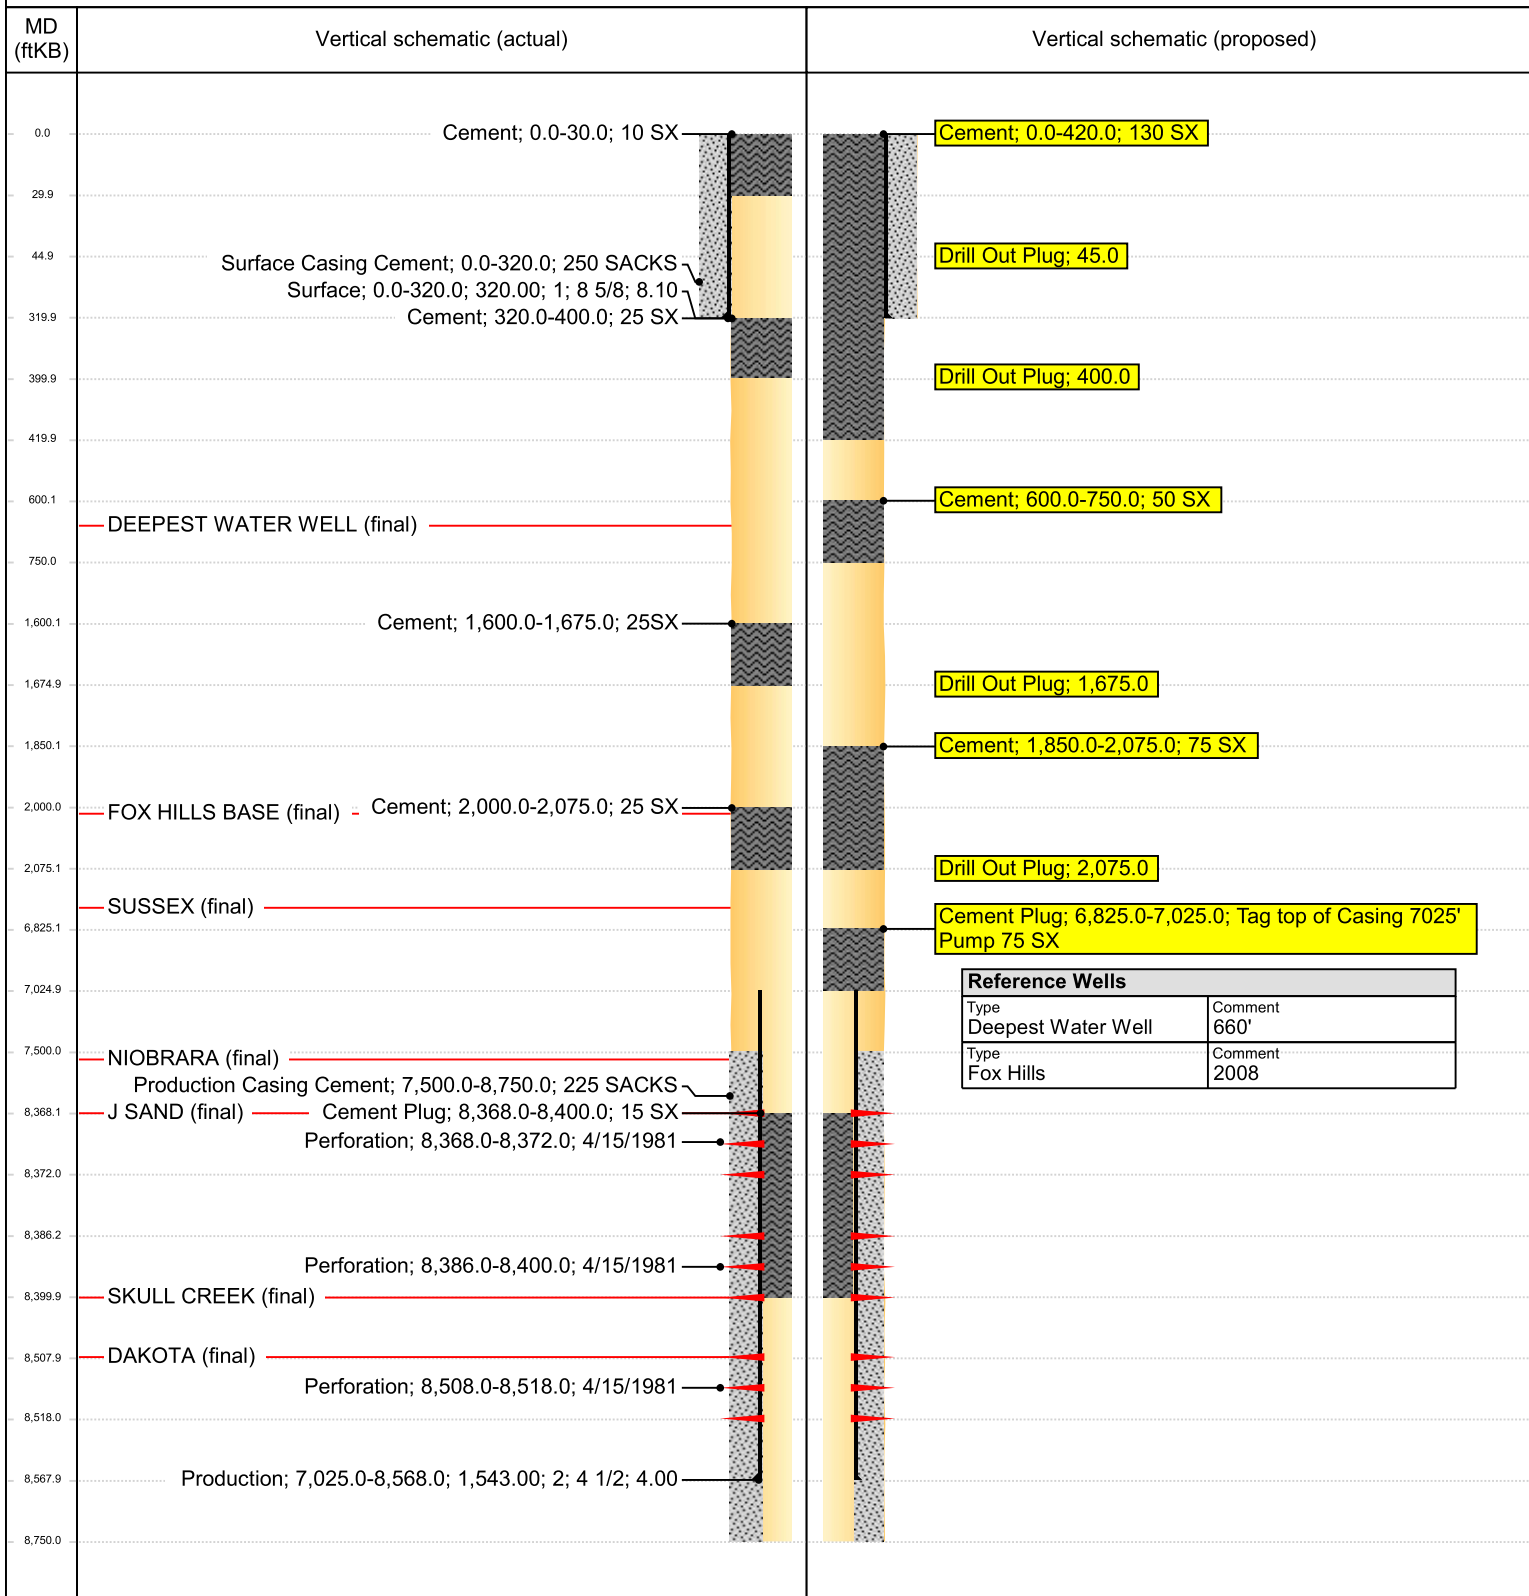 MD
(ftKB)
Vertical schematic (actual)
Vertical schematic (proposed)
0.0
Cement; 0.0-30.0; 10 SX
Cement; 0.0-420.0; 130 SX
29.9
44.9
Drill Out Plug; 45.0
Surface Casing Cement; 0.0-320.0; 250 SACKS
Surface; 0.0-320.0; 320.00; 1; 8 5/8; 8.10
319.9
Cement; 320.0-400.0; 25 SX
399.9
Drill Out Plug; 400.0
419.9
600.1
Cement; 600.0-750.0; 50 SX
DEEPEST WATER WELL (final)
750.0
1,600.1
Cement; 1,600.0-1,675.0; 25SX
1,674.9
Drill Out Plug; 1,675.0
1,850.1
Cement; 1,850.0-2,075.0; 75 SX
2,000.0
FOX HILLS BASE (final)
Cement; 2,000.0-2,075.0; 25 SX
2,075.1
Drill Out Plug; 2,075.0
SUSSEX (final)
6,825.1
Cement Plug; 6,825.0-7,025.0; Tag top of Casing 7025'
Pump 75 SX
7,024.9
Reference Wells
Type
Comment
Deepest Water Well
660'
Type
Comment
Fox Hills
2008
7,500.0
NIOBRARA (final)
Production Casing Cement; 7,500.0-8,750.0; 225 SACKS
8,368.1
J SAND (final)
Cement Plug; 8,368.0-8,400.0; 15 SX
Perforation; 8,368.0-8,372.0; 4/15/1981
8,372.0
8,386.2
Perforation; 8,386.0-8,400.0; 4/15/1981
8,399.9
SKULL CREEK (final)
8,507.9
DAKOTA (final)
Perforation; 8,508.0-8,518.0; 4/15/1981
8,518.0
8,567.9
Production; 7,025.0-8,568.0; 1,543.00; 2; 4 1/2; 4.00
8,750.0